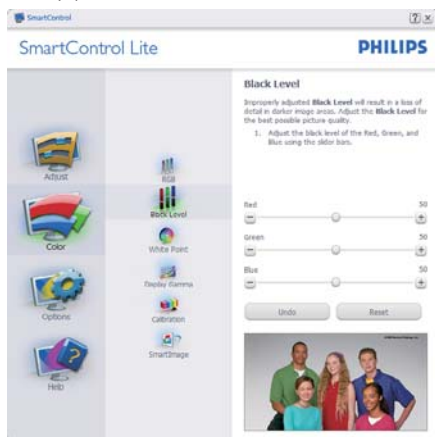 SmartControl
SmartControl Lite
PHILIPS
Adjust
Color
Options
Help
RGB
Black Level
White Point
Display Gamma
Calibration
SmartImage
Black Level
Improperly adjusted Black Level will result in a loss of
detail in darker image areas. Adjust the Black Level for
the best possible picture quality.
1. Adjust the black level of the Red, Green, and
Blue using the slider bars.
Red 50
Green 50
Blue 50
Undo Reset